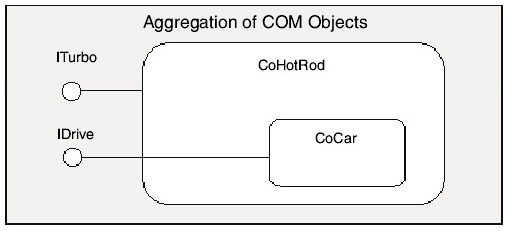 Aggregation of COM Objects
ITurbo
CoHotRod
IDrive
CoCar